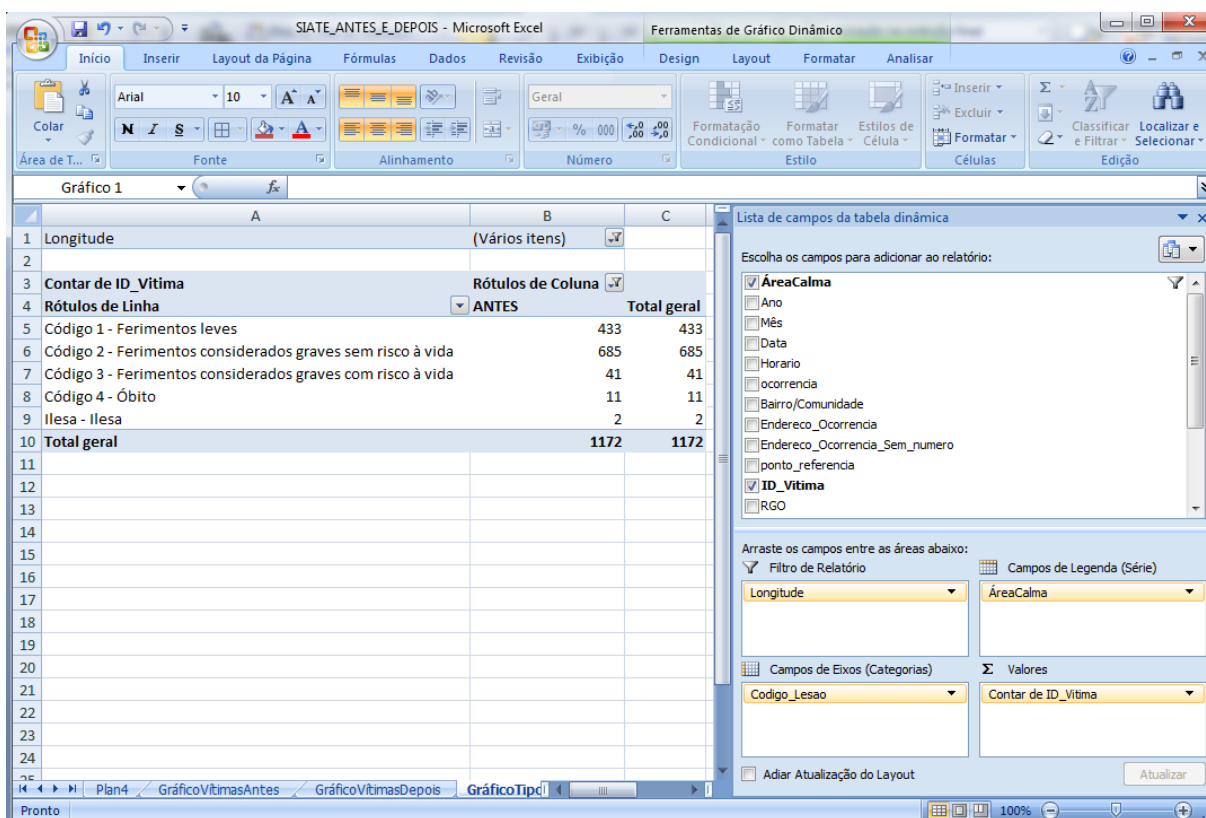 SIATE_ANTES_E_DEPOIS - Microsoft Excel
Ferramentas de Gráfico Dinâmico
Início Inserir Layout da Página Fórmulas Dados Revisão Exibição Design Layout Formatar Analisar
Colar
Arial 10
N I S
Geral
% 000
Formatação Condicional
Formatar como Tabela
Estilos de Célula
Inserir
Excluir
Formatar
Classificar e Filtrar
Localizar e Selecionar
Área de T... Fonte Alinhamento Número Estilo Células Edição
Gráfico 1 fx
A B C
1 Longitude (Vários itens)
2
3 Contar de ID_Vitima Rótulos de Coluna
4 Rótulos de Linha ANTES Total geral
5 Código 1 - Ferimentos leves 433 433
6 Código 2 - Ferimentos considerados graves sem risco à vida 685 685
7 Código 3 - Ferimentos considerados graves com risco à vida 41 41
8 Código 4 - Óbito 11 11
9 Ilesa - Ilesa 2 2
10 Total geral 1172 1172
11
12
13
14
15
16
17
18
19
20
21
22
23
24
25
Lista de campos da tabela dinâmica
Escolha os campos para adicionar ao relatório:
ÁreaCalma
Ano
Mês
Data
Horario
ocorrencia
Bairro/Comunidade
Endereco_Ocorrencia
Endereco_Ocorrencia_Sem_numero
ponto_referencia
ID_Vitima
RGO
Arraste os campos entre as áreas abaixo:
Filtro de Relatório
Longitude
Campos de Legenda (Série)
ÁreaCalma
Campos de Eixos (Categorias)
Codigo_Lesao
Σ Valores
Contar de ID_Vitima
Adiar Atualização do Layout Atualizar
Plan4 GráficoVítimasAntes GráficoVítimasDepois GráficoTipo
Pronto 100%